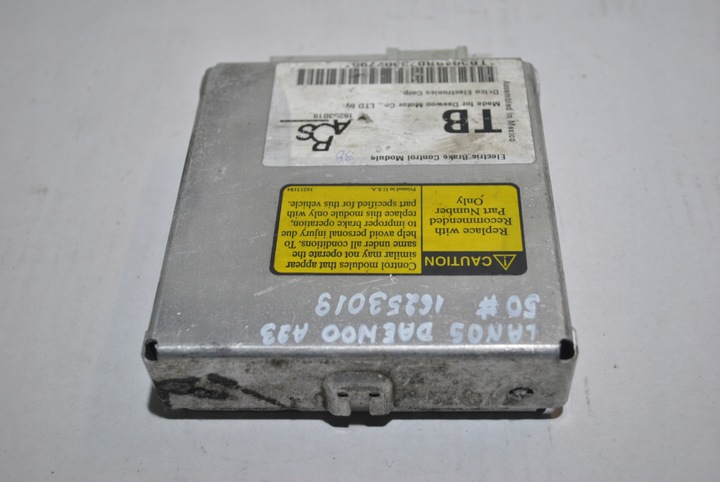 LANOS DAEWOO A23
50# 16253019
CAUTION
Replace with
Recommended
Part Number
Only
Control modules that appear
similar may not operate the
same under all conditions. To
help avoid personal injury due
to improper brake operation,
replace this module only with
part specified for this vehicle.
16213194
Printed in U.S.A.
Electric Brake Control Module
98
TB
16253019
Made for Daewoo Motor Co., LTD by
Delco Electronics Corp.
Assembled in Mexico